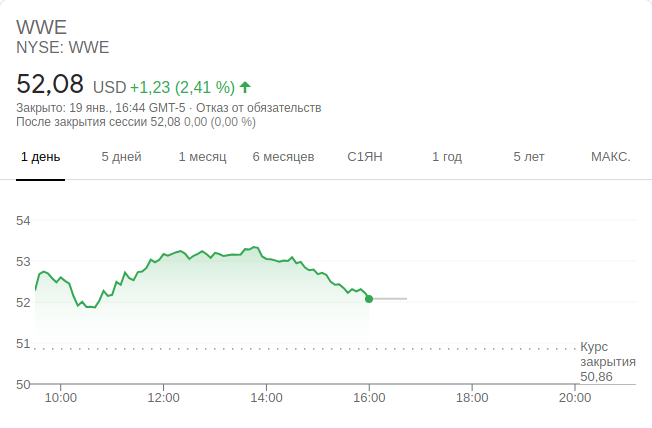 WWE
NYSE: WWE
52,08 USD +1,23 (2,41 %)
Закрыто: 19 янв., 16:44 GMT-5 · Отказ от обязательств
После закрытия сессии 52,08 0,00 (0,00 %)
1 день 5 дней 1 месяц 6 месяцев С1ЯН 1 год 5 лет МАКС.
54
53
52
51
Курс
закрытия
50,86
50
10:00 12:00 14:00 16:00 18:00 20:00